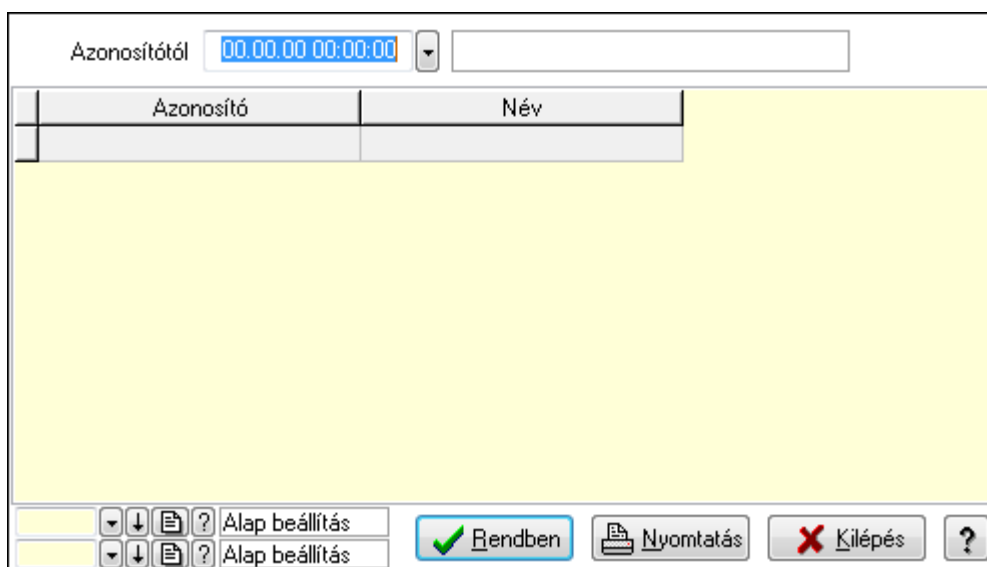 Azonosítótól 00.00.00 00:00:00
Azonosító Név
? Alap beállítás
? Alap beállítás
Rendben Nyomtatás Kilépés ?